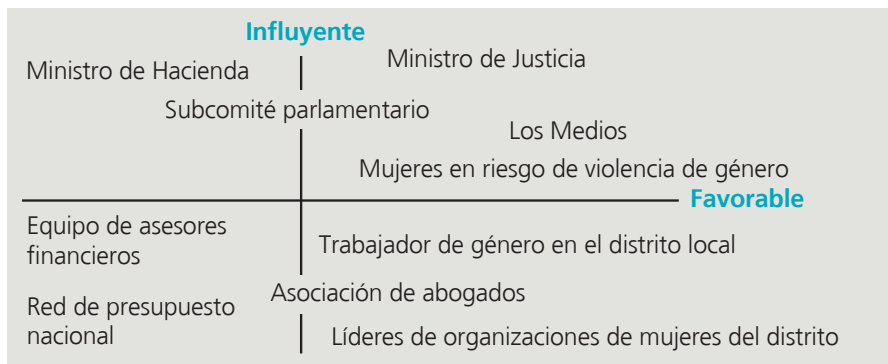 Influyente
Ministro de Hacienda
Ministro de Justicia
Subcomité parlamentario
Los Medios
Mujeres en riesgo de violencia de género
Favorable
Equipo de asesores
financieros
Trabajador de género en el distrito local
Asociación de abogados
Red de presupuesto
nacional
Líderes de organizaciones de mujeres del distrito